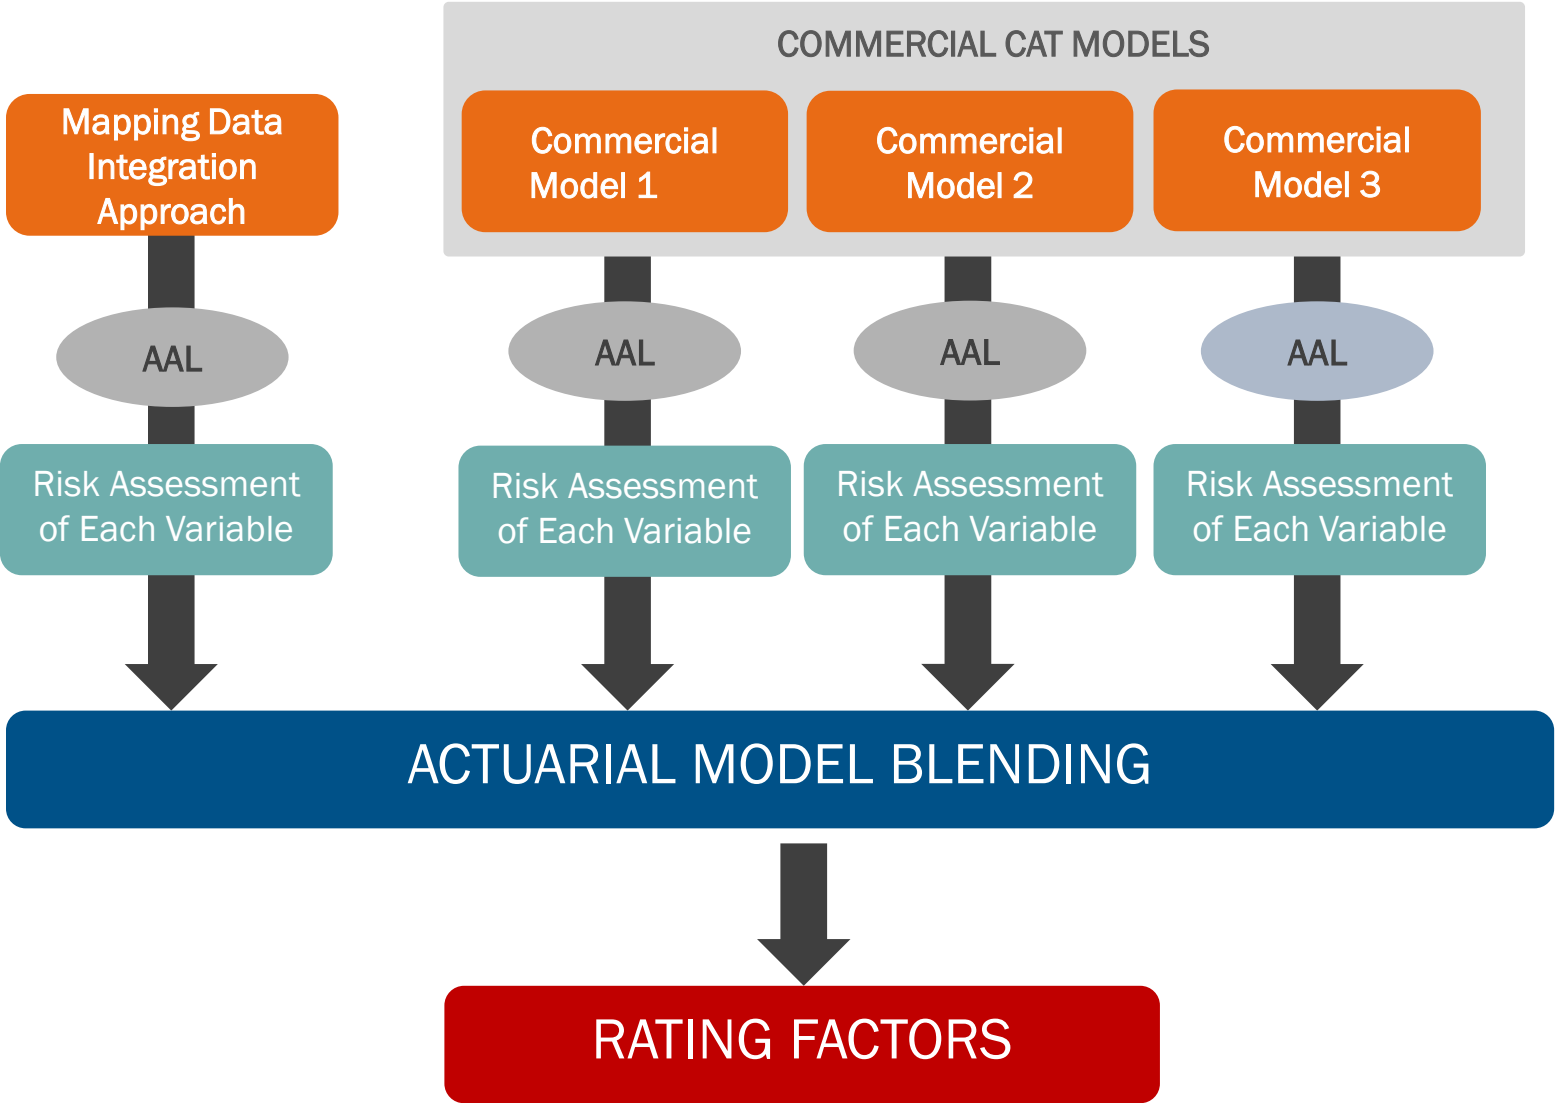 COMMERCIAL CAT MODELS
Mapping Data
Integration
Approach
Commercial
Model 1
Commercial
Model 2
Commercial
Model 3
AAL
AAL
AAL
AAL
Risk Assessment
of Each Variable
Risk Assessment
of Each Variable
Risk Assessment
of Each Variable
Risk Assessment
of Each Variable
ACTUARIAL MODEL BLENDING
RATING FACTORS